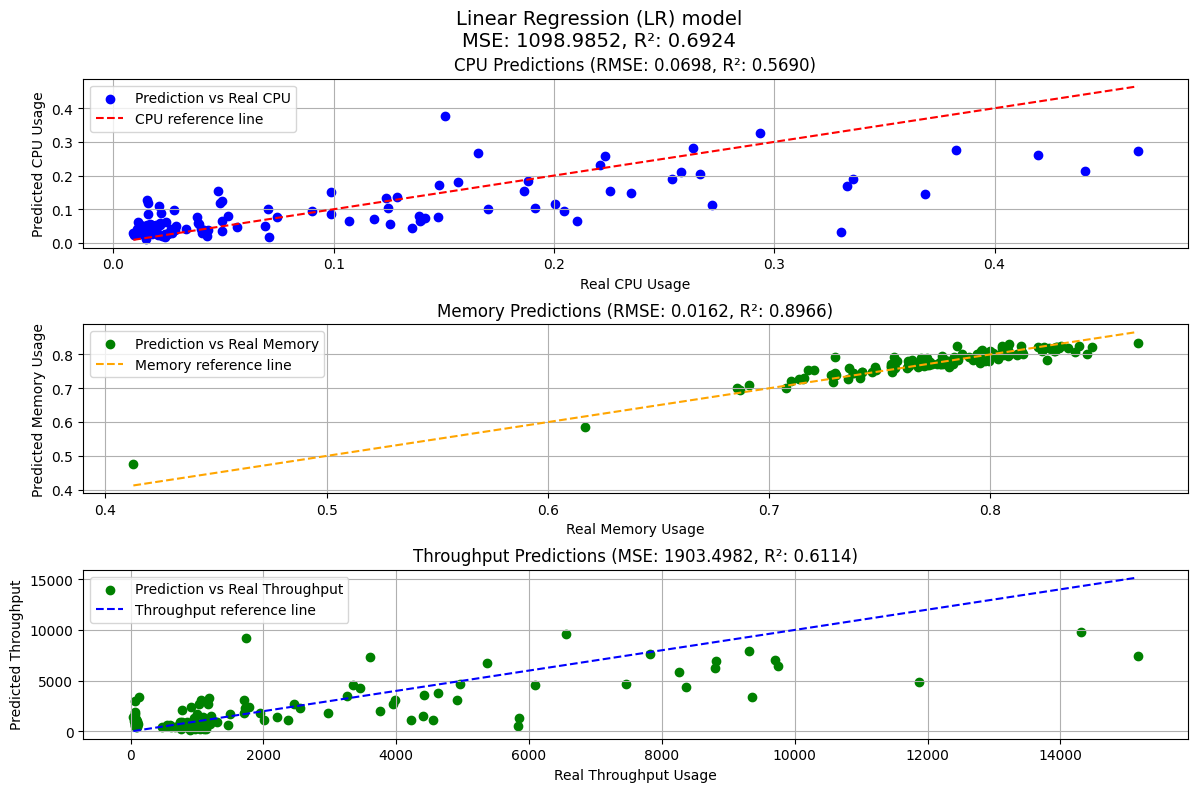 Linear Regression (LR) model
MSE: 1098.9852, R²: 0.6924
CPU Predictions (RMSE: 0.0698, R²: 0.5690)
Predicted CPU Usage
0.4
0.3
0.2
0.1
0.0
Prediction vs Real CPU
CPU reference line
0.0 0.1 0.2 0.3 0.4
Real CPU Usage
Memory Predictions (RMSE: 0.0162, R²: 0.8966)
Predicted Memory Usage
0.8
0.7
0.6
0.5
0.4
Prediction vs Real Memory
Memory reference line
0.4 0.5 0.6 0.7 0.8
Real Memory Usage
Throughput Predictions (MSE: 1903.4982, R²: 0.6114)
Predicted Throughput
15000
10000
5000
0
Prediction vs Real Throughput
Throughput reference line
0 2000 4000 6000 8000 10000 12000 14000
Real Throughput Usage